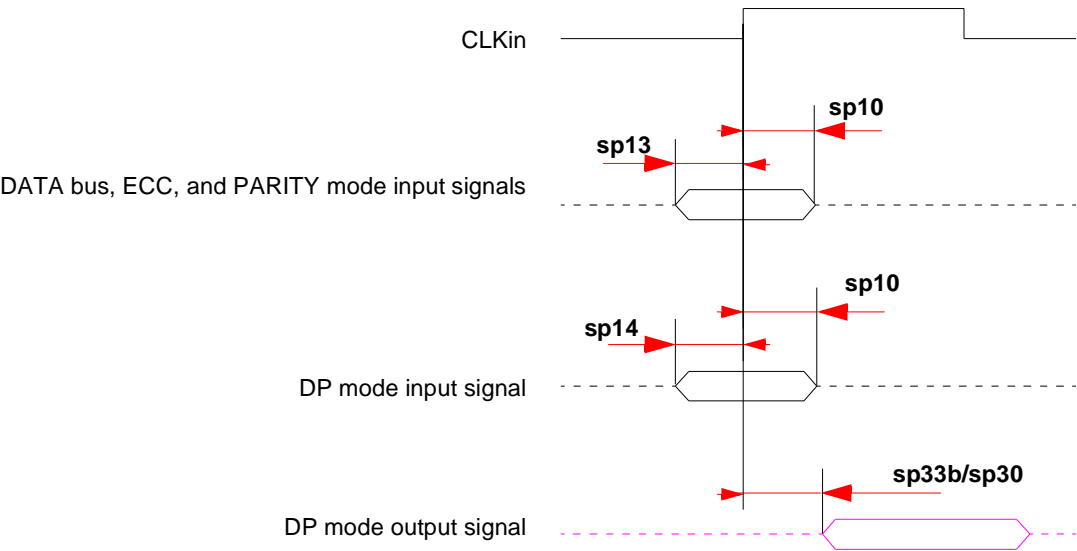 CLKin
sp10
sp13
DATA bus, ECC, and PARITY mode input signals
sp10
sp14
DP mode input signal
sp33b/sp30
DP mode output signal